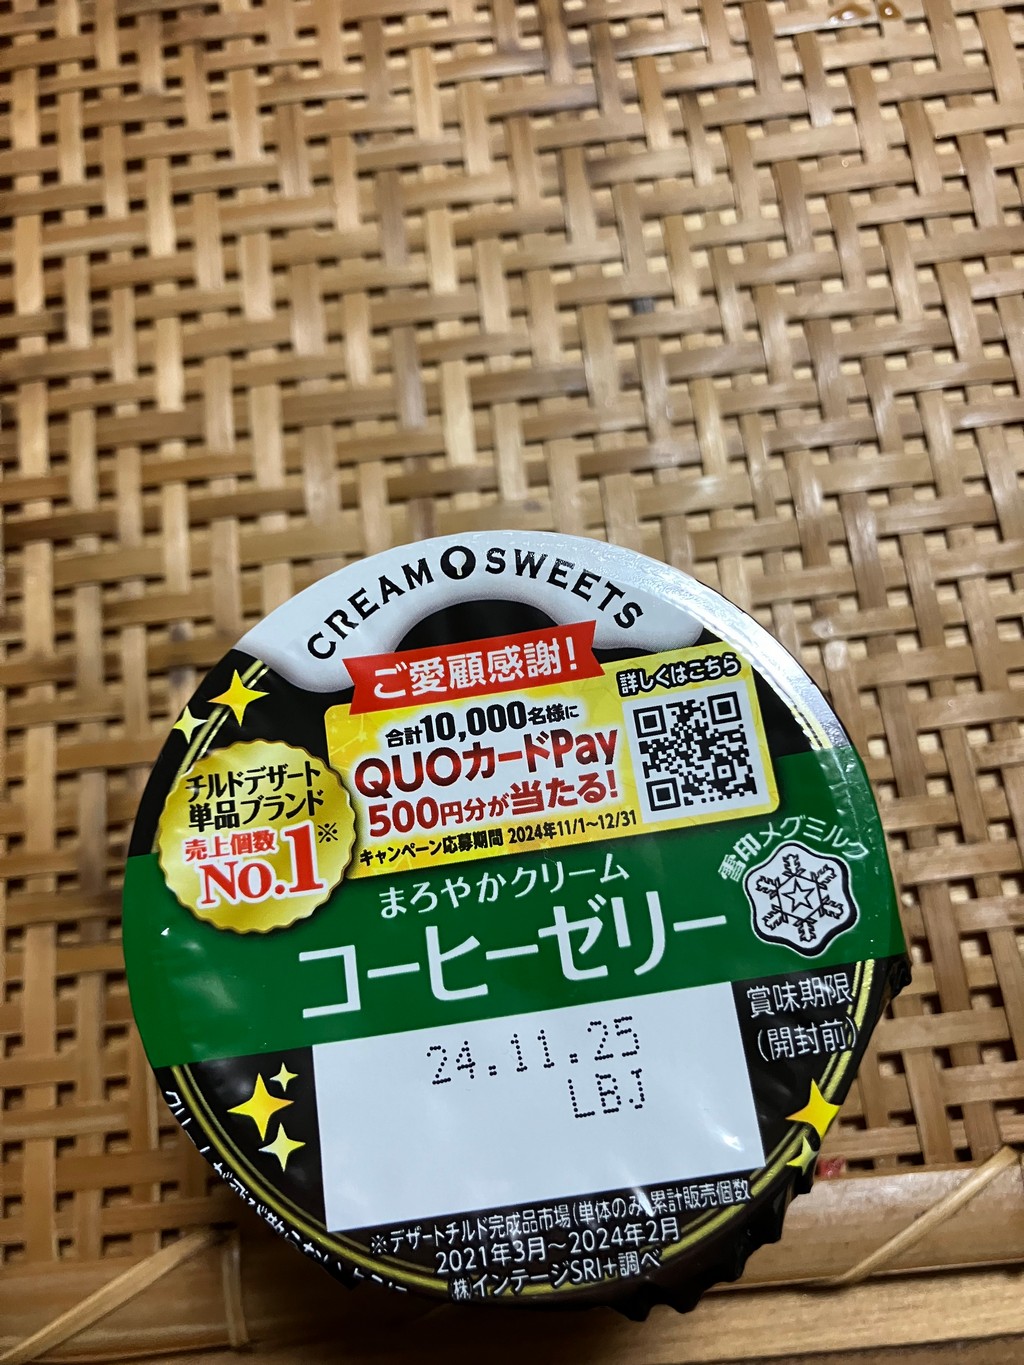 CREAM SWEETS
ご愛顧感謝!
詳しくはこちら
合計10,000名様に
QUOカードPay
500円分が当たる!
キャンペーン応募期間 2024年11/1~12/31
チルドデザート
単品ブランド
売上個数※
No.1
まろやかクリーム
コーヒーゼリー
雪印メグミルク
賞味期限
(開封前)
24.11.25
LBJ
※デザートチルド完成品市場(単体のみ)累計販売個数
2021年3月~2024年2月
㈱インテージSRI+調べ